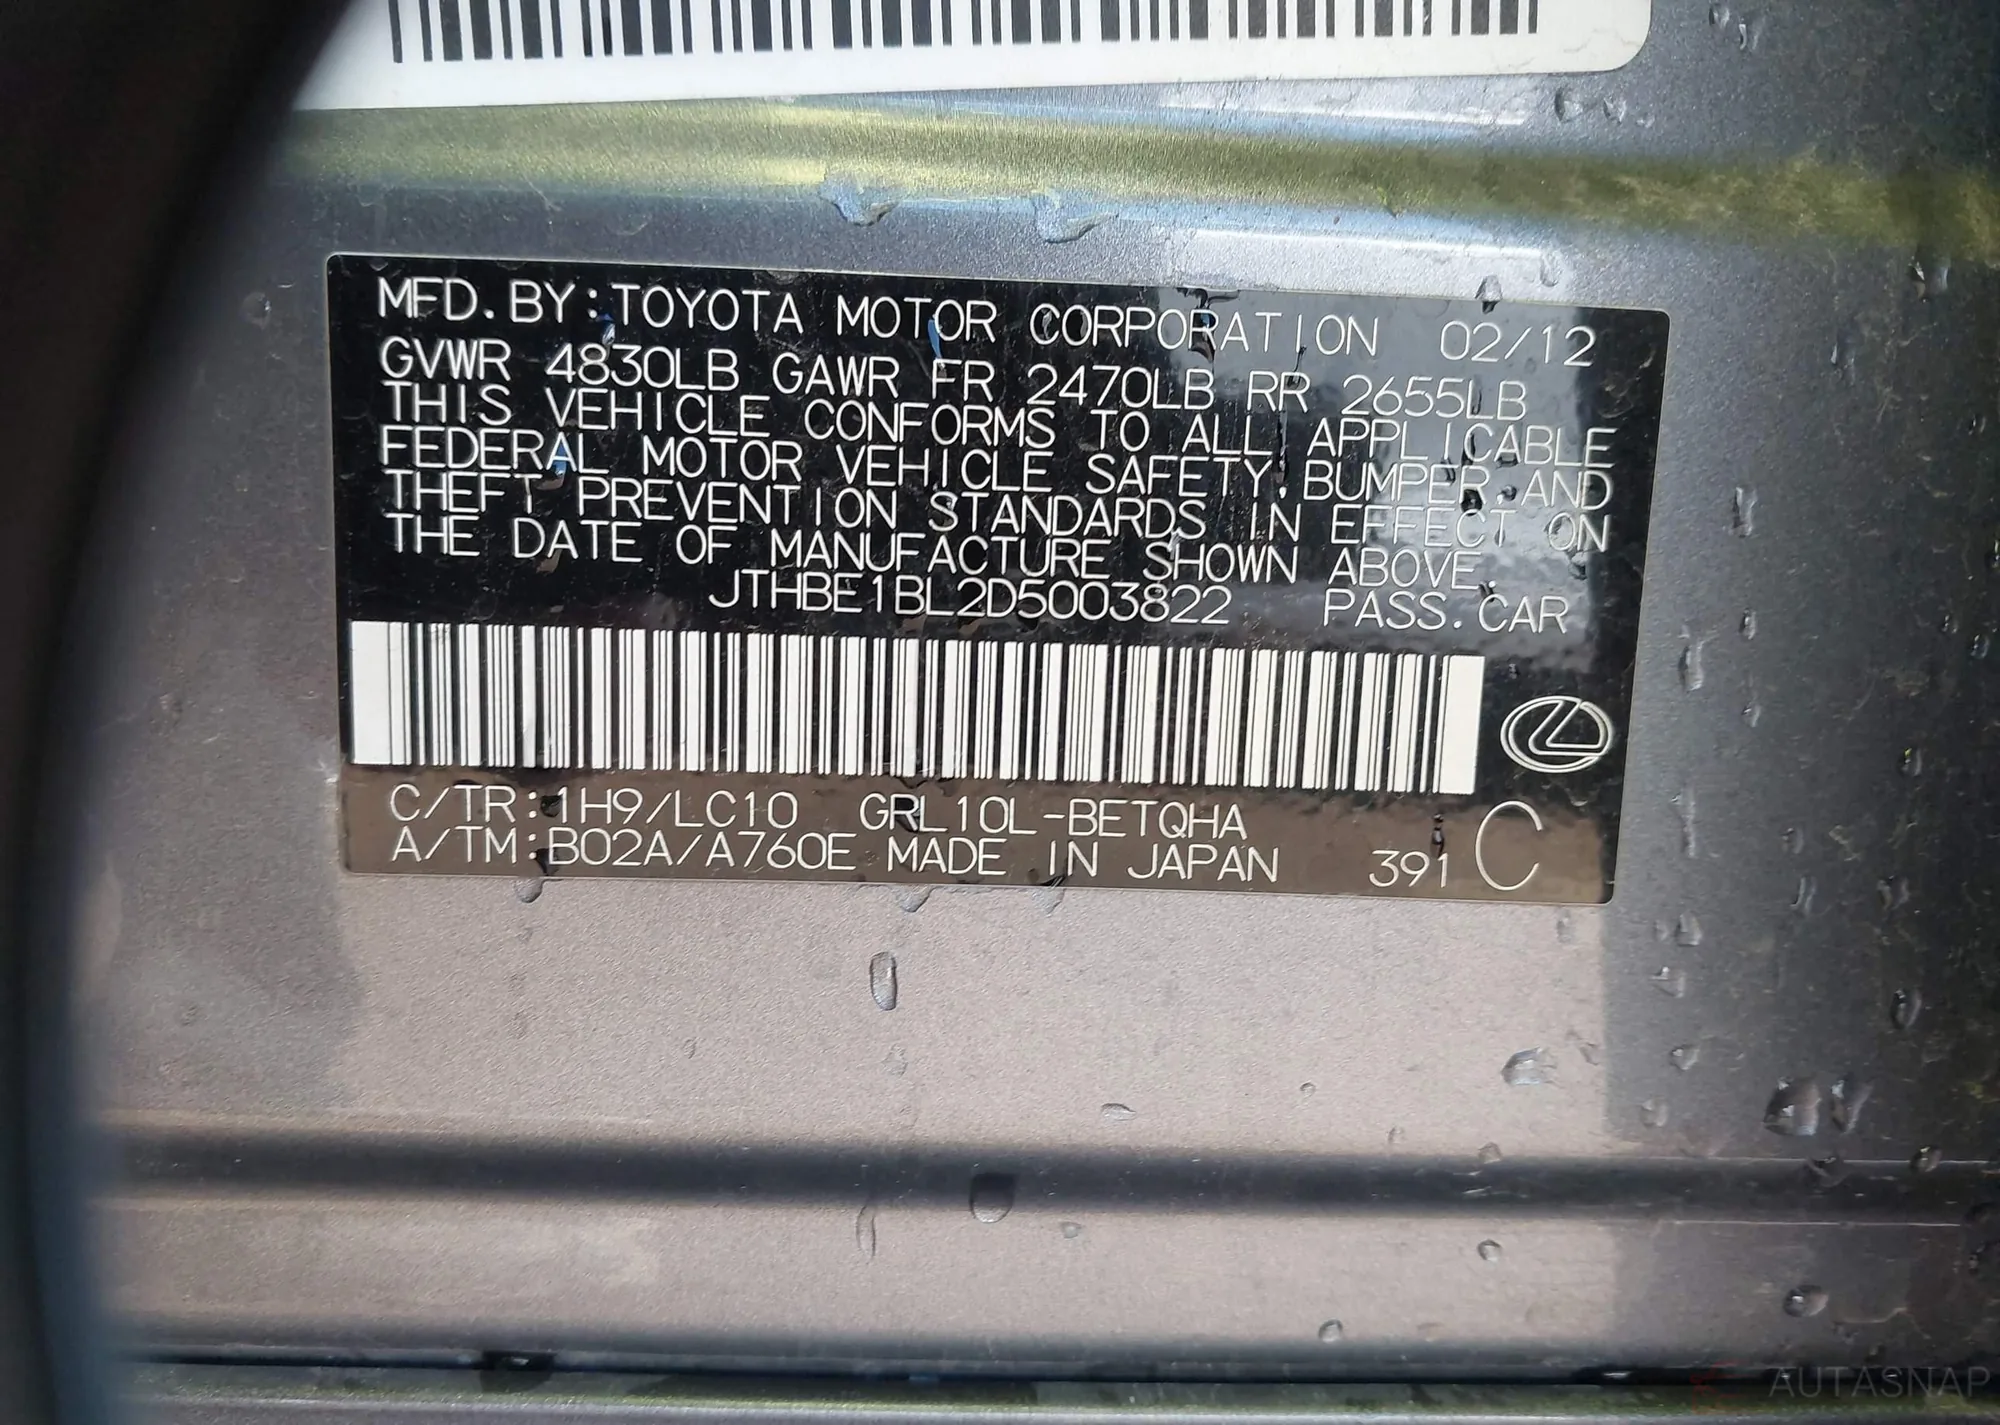 MFD. BY: TOYOTA MOTOR CORPORATION 02/12
GVWR 4830LB GAWR FR 2470LB RR 2655LB
THIS VEHICLE CONFORMS TO ALL APPLICABLE
FEDERAL MOTOR VEHICLE SAFETY, BUMPER, AND
THEFT PREVENTION STANDARDS IN EFFECT ON
THE DATE OF MANUFACTURE SHOWN ABOVE.
JTHBE1BL2D5003822 PASS. CAR
C/TR: 1H9/LC10 GRL10L-BETQHA
A/TM: B02A/A760E MADE IN JAPAN 391 C
AUTASNAP